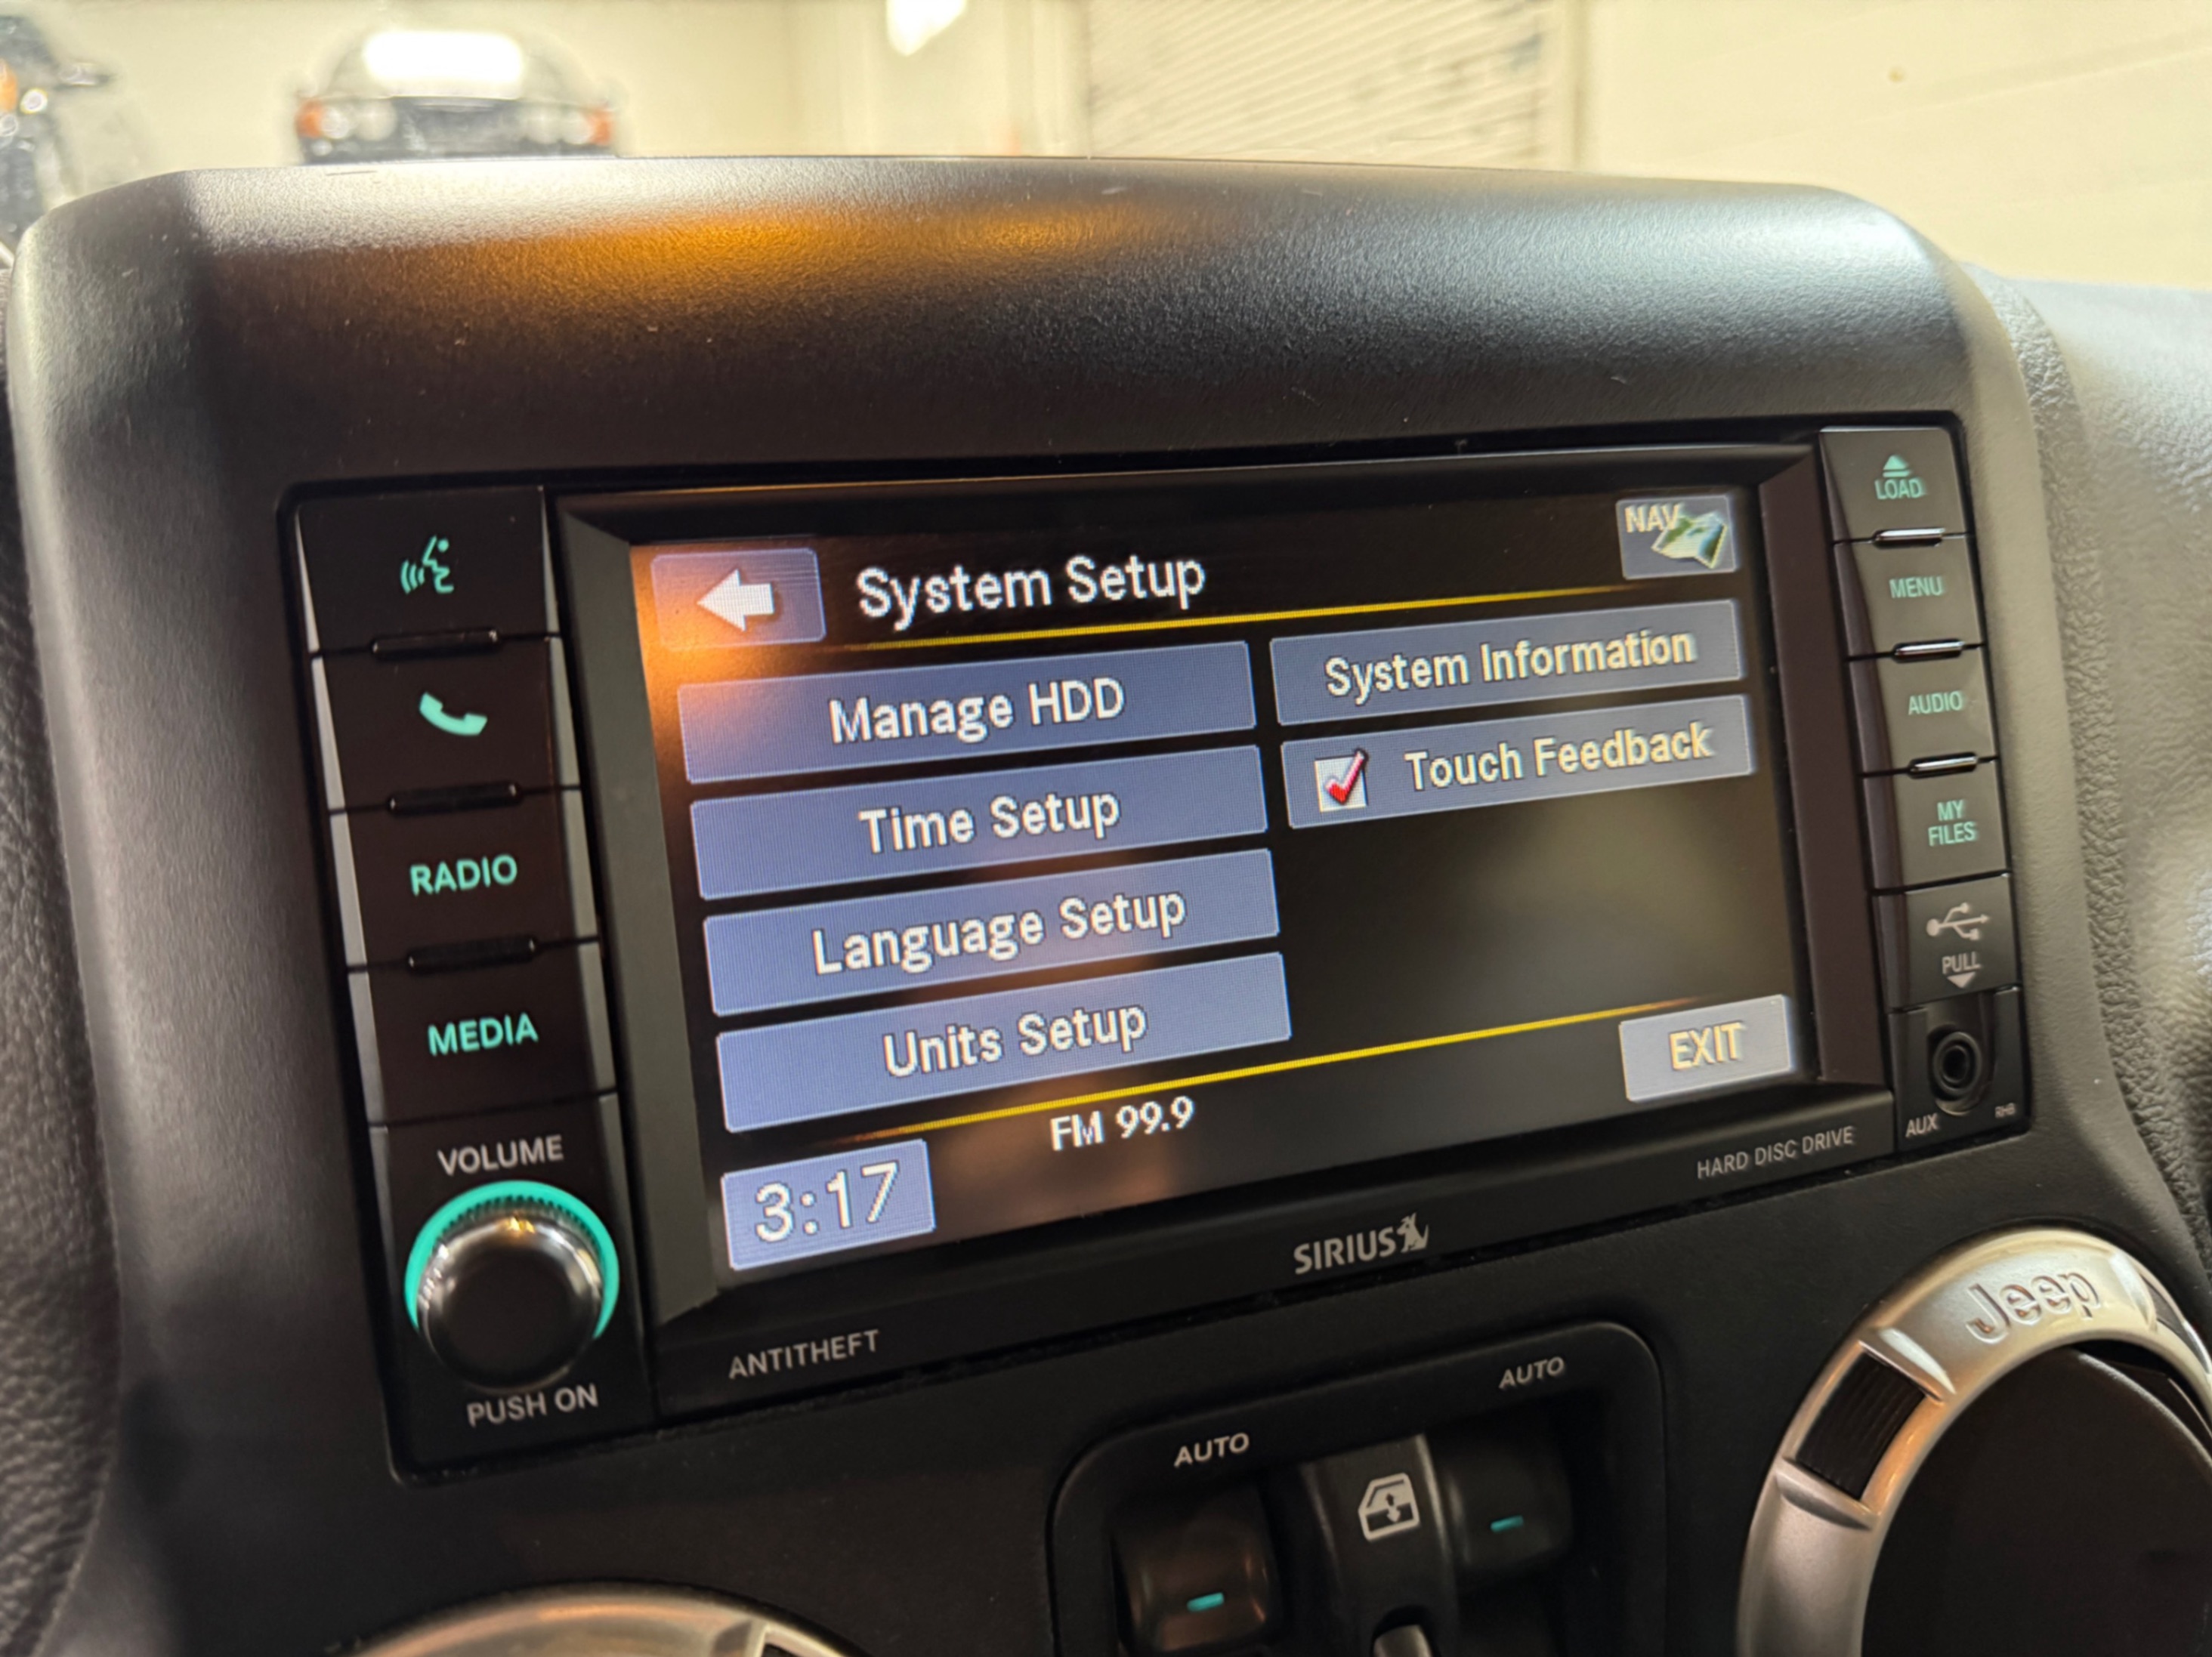 LOAD
NAV
System Setup
MENU
Manage HDD
System Information
AUDIO
Time Setup
Touch Feedback
MY
FILES
RADIO
Language Setup
PULL
MEDIA
Units Setup
EXIT
FM 99.9
VOLUME
3:17
AUX
RHB
HARD DISC DRIVE
SIRIUS
ANTITHEFT
PUSH ON
Jeep
AUTO
AUTO